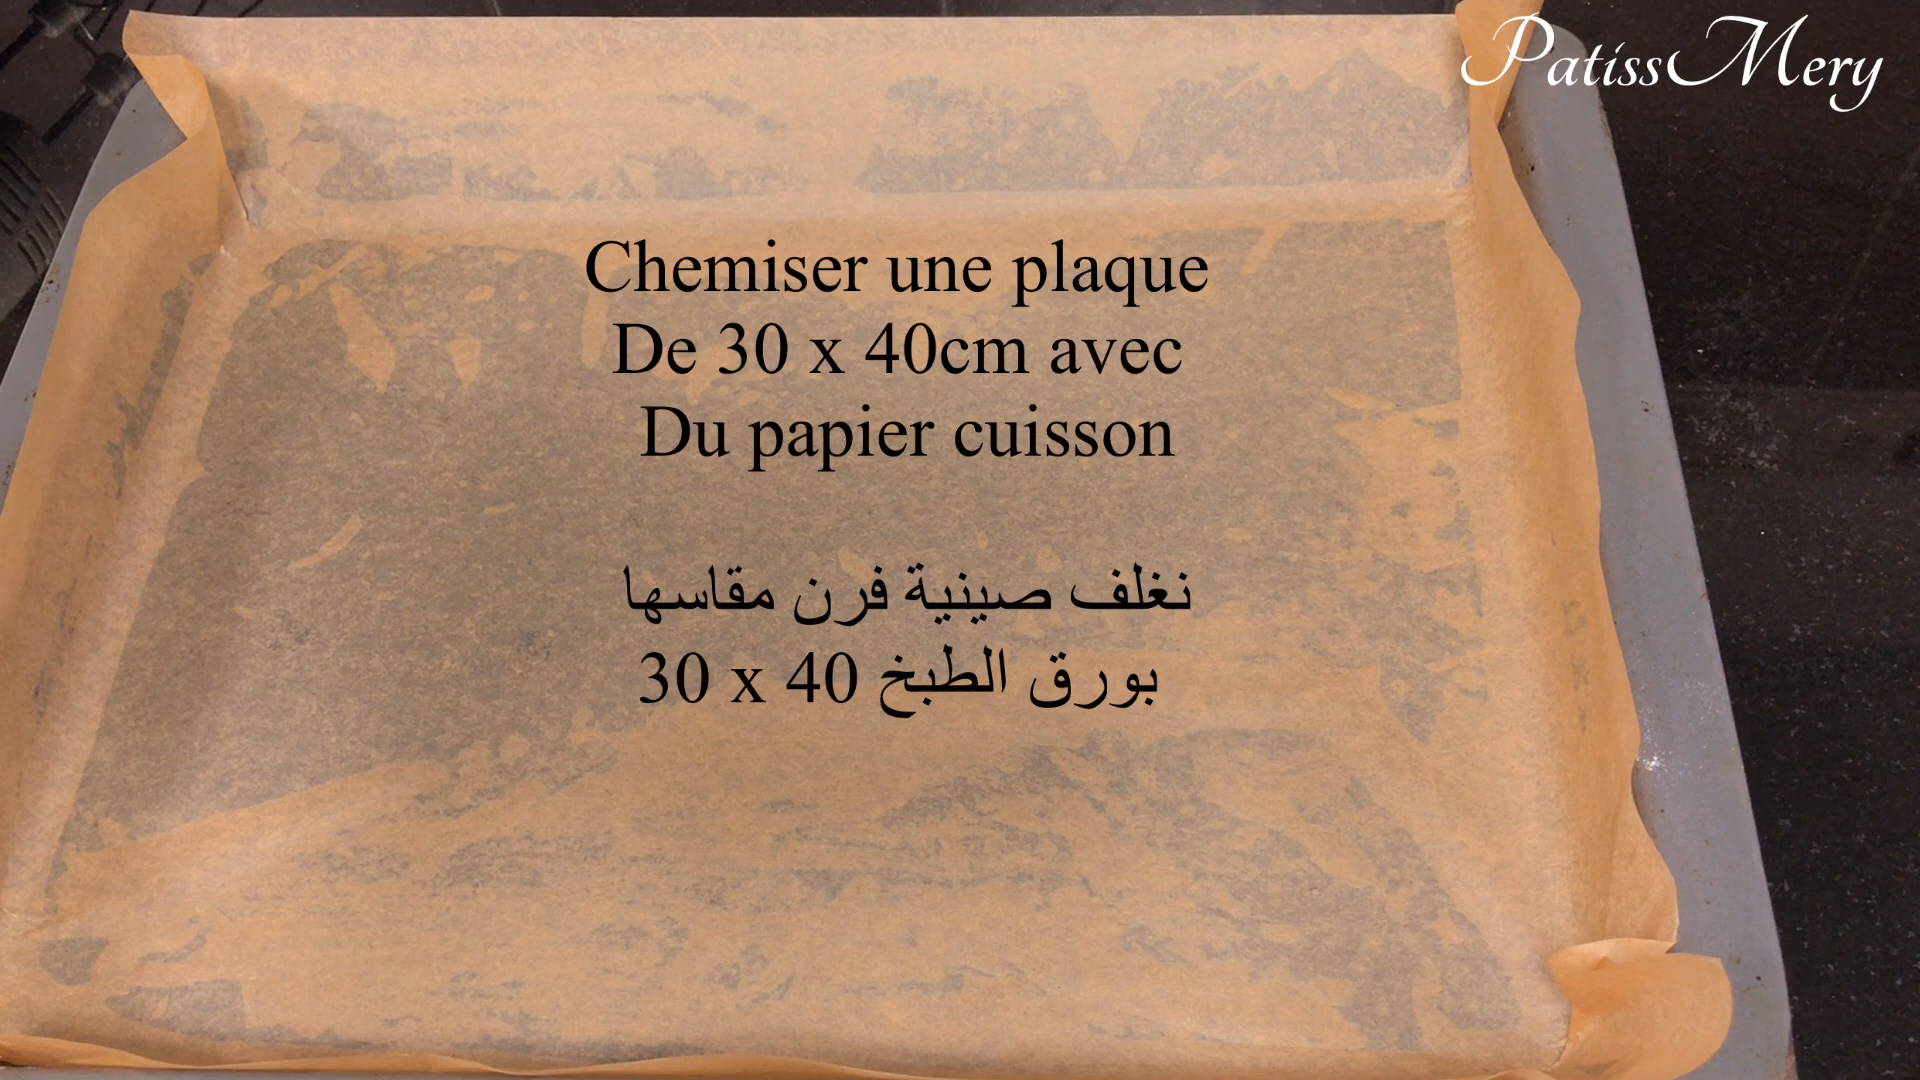 PatissMery
Chemiser une plaque
De 30 x 40cm avec
Du papier cuisson
نغلف صينية فرن مقاسها
30 x 40 بورق الطبخ